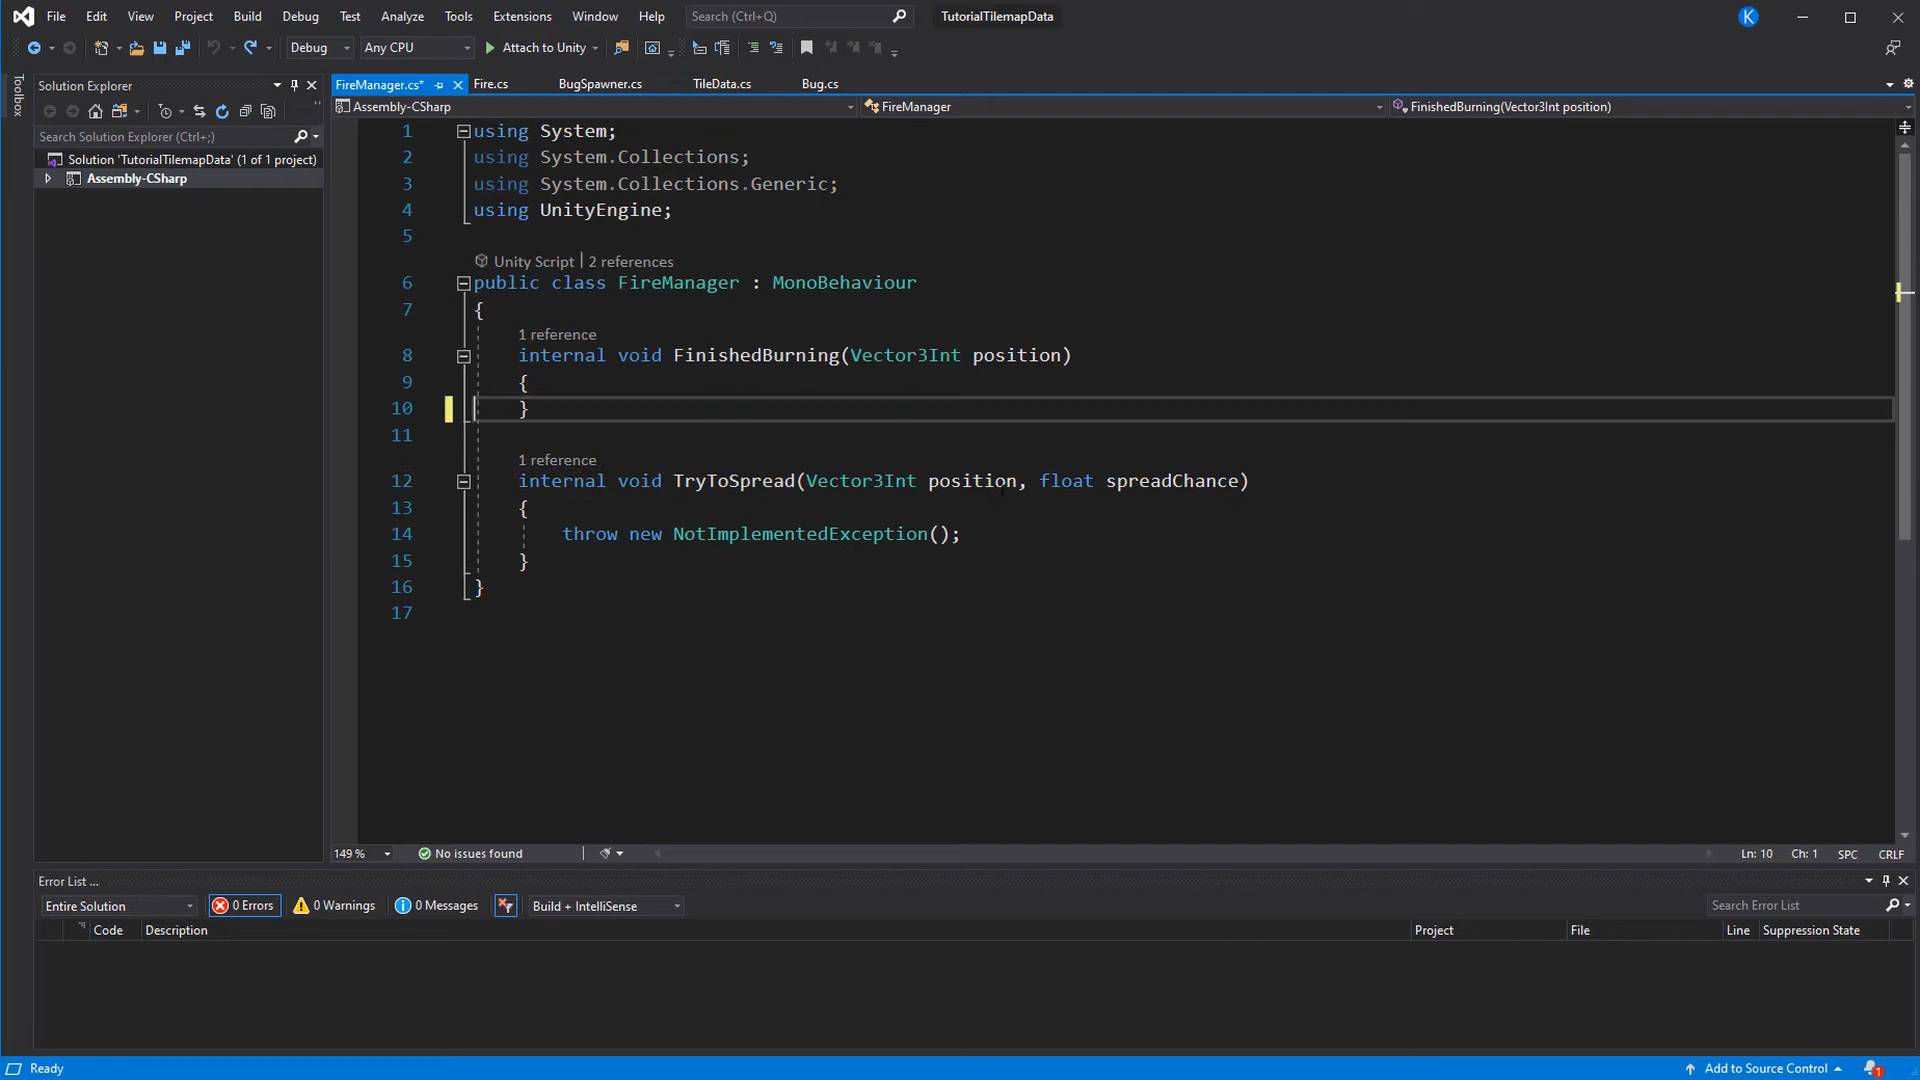 File Edit View Project Build Debug Test Analyze Tools Extensions Window Help Search (Ctrl+Q) TutorialTilemapData K
Debug Any CPU Attach to Unity
Toolbox
Solution Explorer
Search Solution Explorer (Ctrl+;)
Solution 'TutorialTilemapData' (1 of 1 project)
Assembly-CSharp
FireManager.cs* Fire.cs BugSpawner.cs TileData.cs Bug.cs
Assembly-CSharp FireManager FinishedBurning(Vector3Int position)
1 using System;
2 using System.Collections;
3 using System.Collections.Generic;
4 using UnityEngine;
5
Unity Script | 2 references
6 public class FireManager : MonoBehaviour
7 {
1 reference
8 internal void FinishedBurning(Vector3Int position)
9 {
10 }
11
1 reference
12 internal void TryToSpread(Vector3Int position, float spreadChance)
13 {
14 throw new NotImplementedException();
15 }
16 }
17
149 % No issues found Ln: 10 Ch: 1 SPC CRLF
Error List ...
Entire Solution 0 Errors 0 Warnings 0 Messages Build + IntelliSense Search Error List
Code Description Project File Line Suppression State
Ready Add to Source Control 1